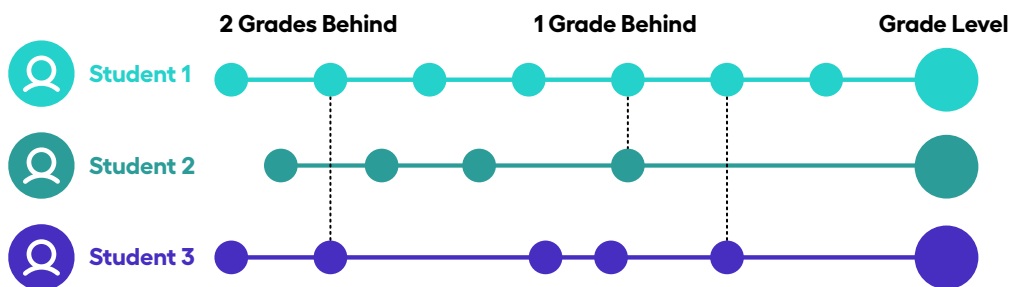 2 Grades Behind 1 Grade Behind Grade Level
Student 1
Student 2
Student 3